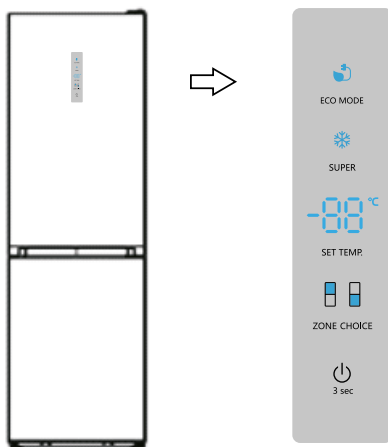 ECO MODE
SUPER
-88 °C
SET TEMP.
ZONE CHOICE
3 sec